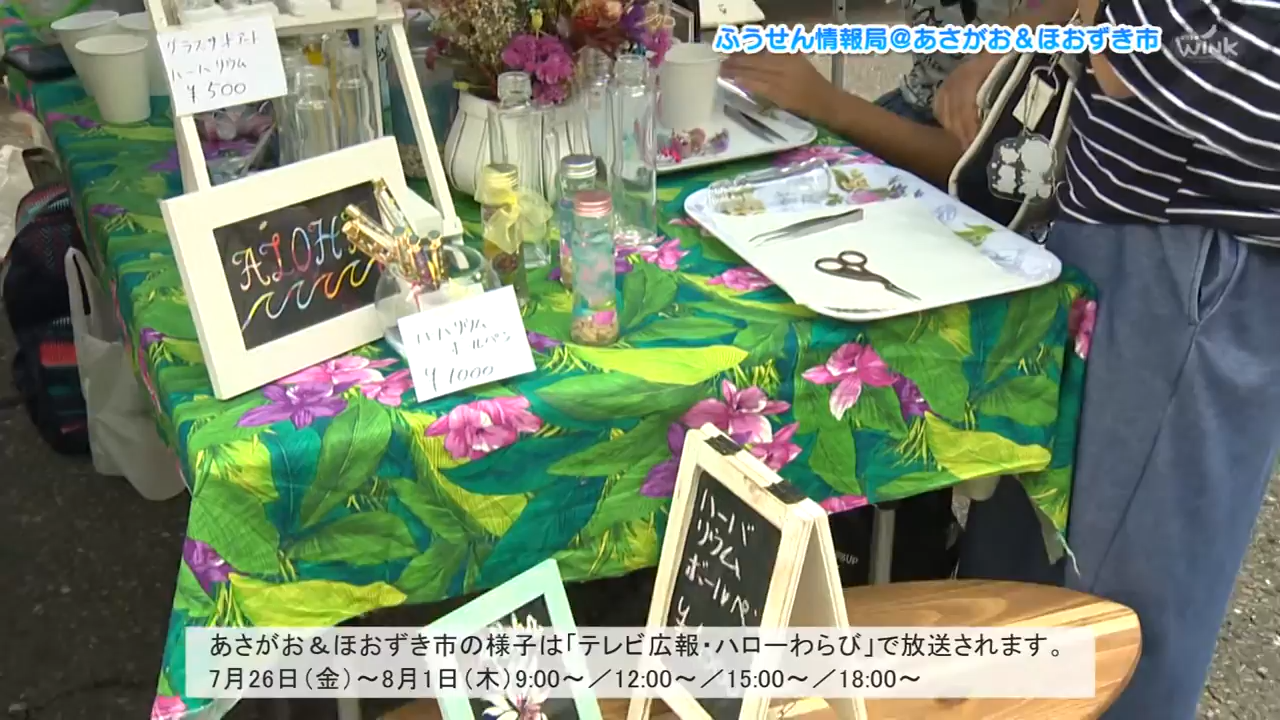 ふうせん情報局@あさがお&ほおずき市
WINK
グラスサボアート
ハーバリウム
¥500
ALOHA
ハーバリウム
ボールペン
¥1000
ハーバ
リウム
ボールペ
¥
あさがお&ほおずき市の様子は「テレビ広報・ハローわらび」で放送されます。
7月26日(金)~8月1日(木)9:00~/12:00~/15:00~/18:00~